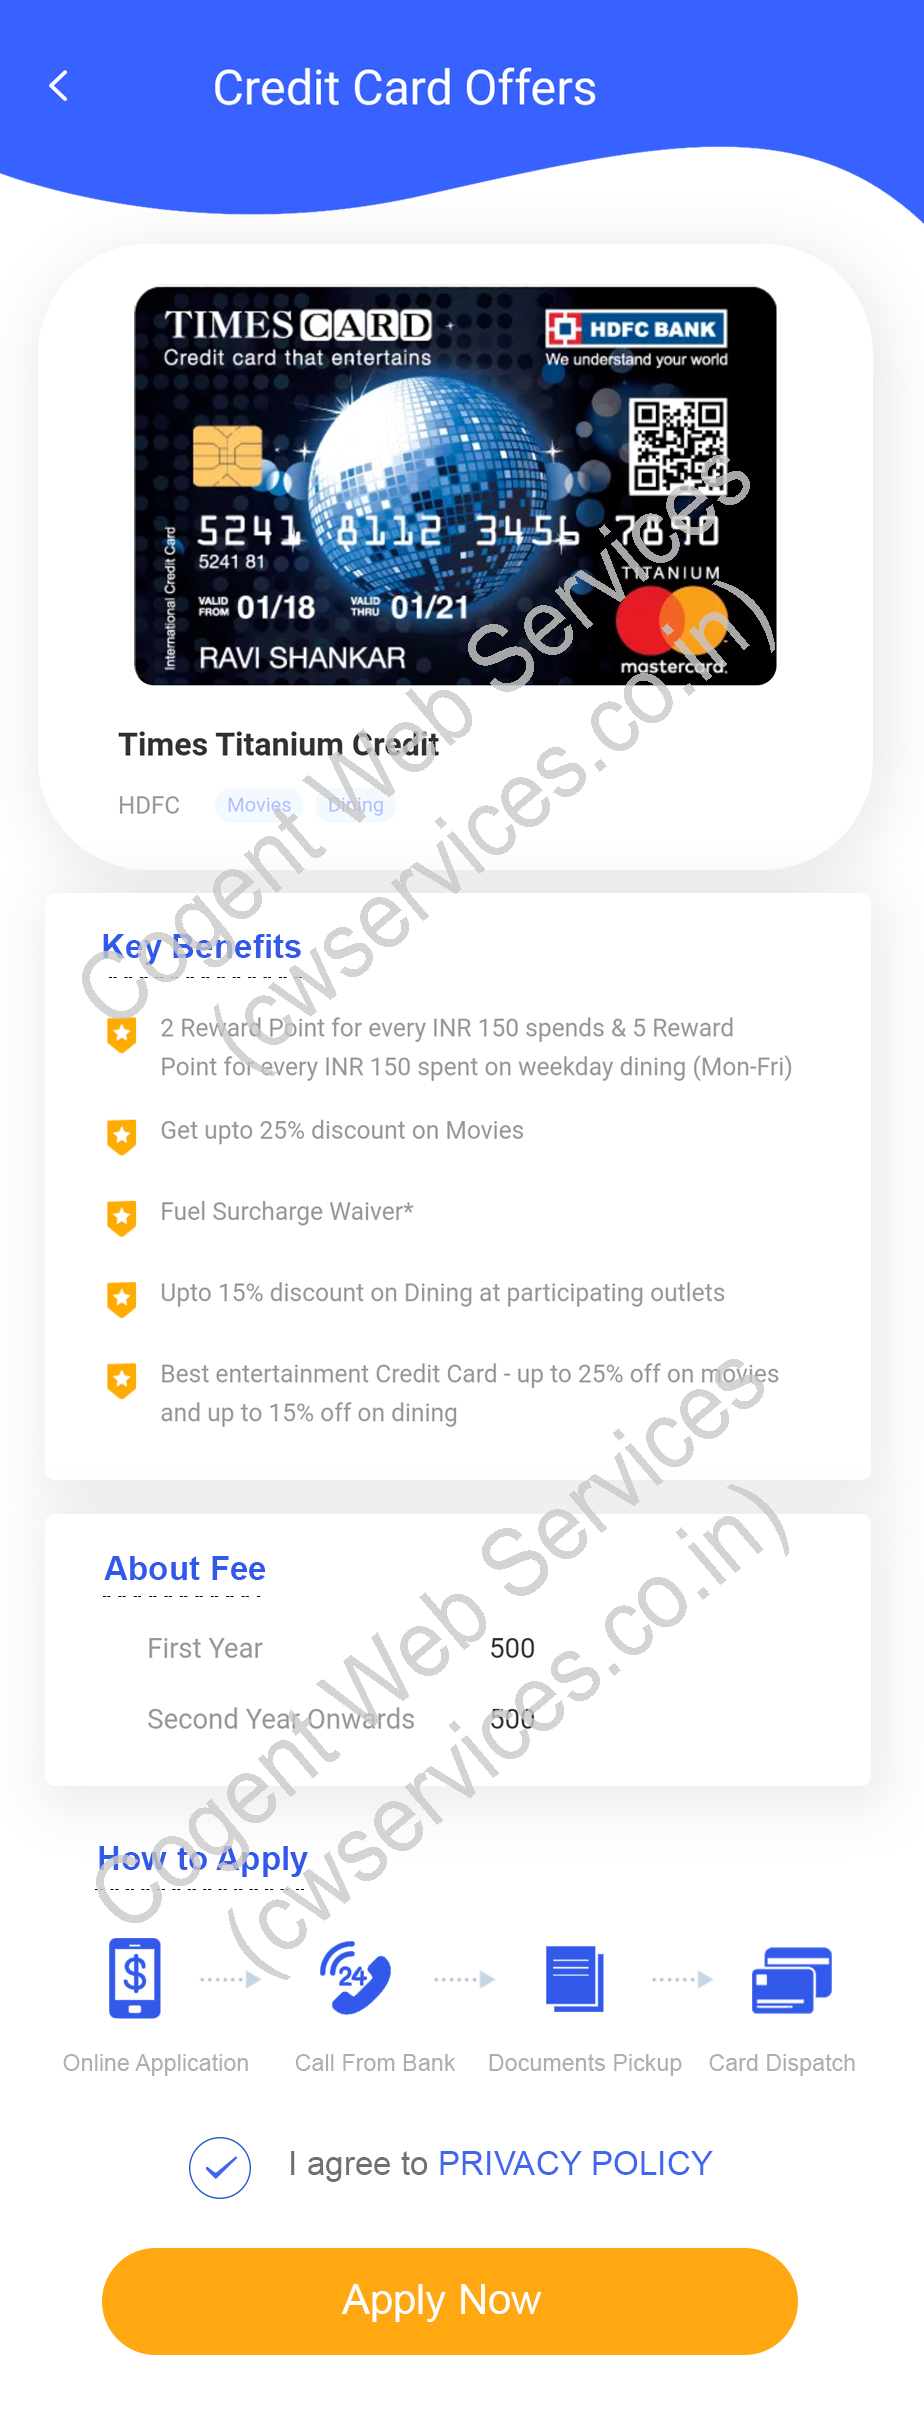 Credit Card Offers
TIMES CARD
Credit card that entertains
HDFC BANK
We understand your world
5241 8112 3456 7890
5241 81
TITANIUM
International Credit Card
VALID FROM 01/18 VALID THRU 01/21
RAVI SHANKAR
mastercard.
Times Titanium Credit
HDFC Movies Dining
Key Benefits
2 Reward Point for every INR 150 spends & 5 Reward
Point for every INR 150 spent on weekday dining (Mon-Fri)
Get upto 25% discount on Movies
Fuel Surcharge Waiver*
Upto 15% discount on Dining at participating outlets
Best entertainment Credit Card - up to 25% off on movies
and up to 15% off on dining
About Fee
First Year 500
Second Year Onwards 500
How to Apply
$
24
Online Application Call From Bank Documents Pickup Card Dispatch
I agree to PRIVACY POLICY
Apply Now
Cogent Web Services
(cwservices.co.in)
Cogent Web Services
(cwservices.co.in)